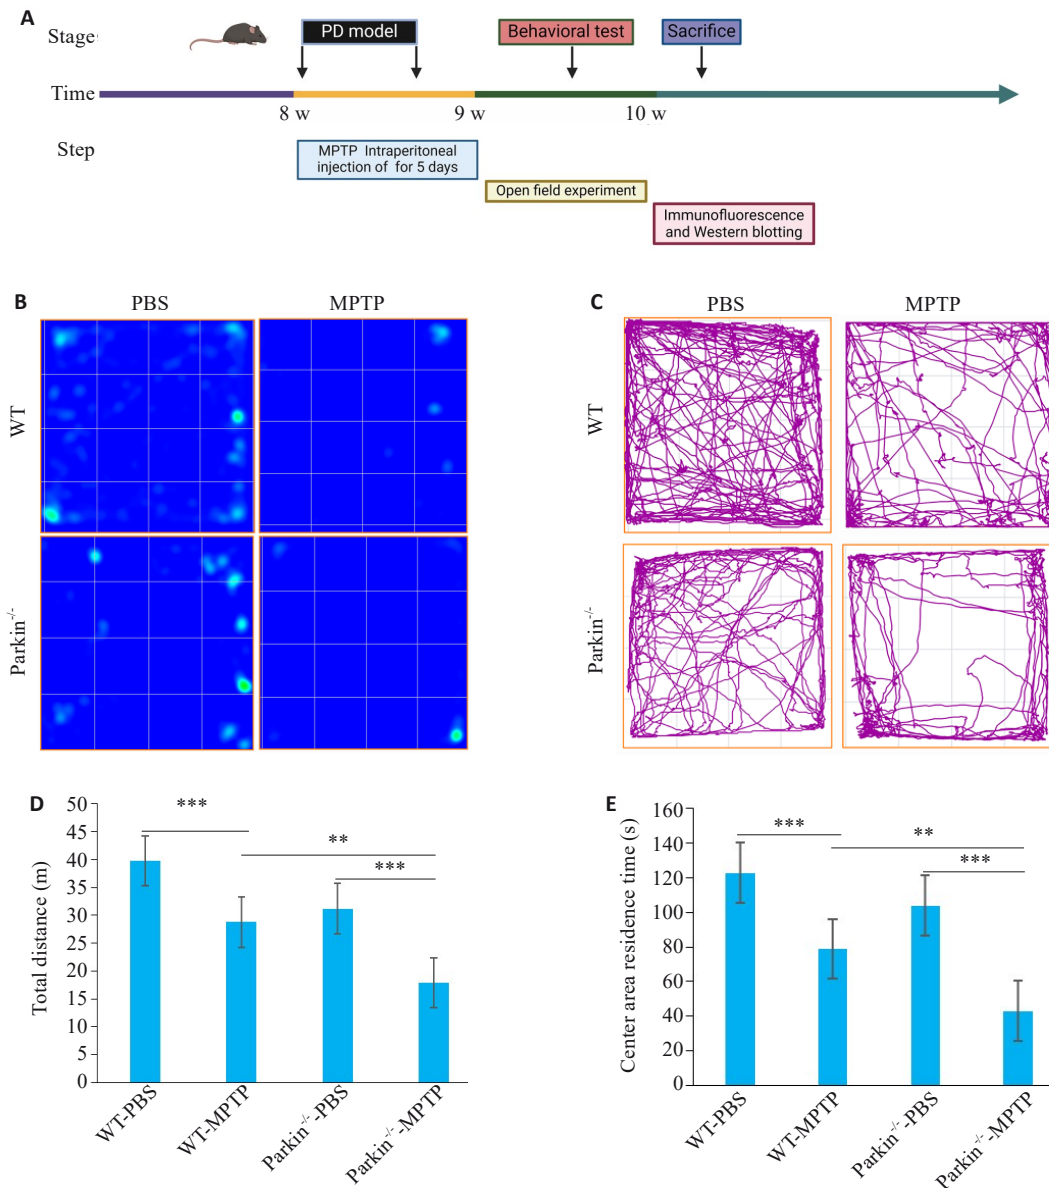 A
Stage
PD model
Behavioral test
Sacrifice
Time
8 w
9 w
10 w
Step
MPTP Intraperitoneal
injection of for 5 days
Open field experiment
Immunofluorescence
and Western blotting
B
PBS
MPTP
WT
Parkin-/-
C
PBS
MPTP
WT
Parkin-/-
D
Total distance (m)
50
45
40
35
30
25
20
15
10
5
0
***
**
***
WT-PBS
WT-MPTP
Parkin-/--PBS
Parkin-/--MPTP
E
Center area residence time (s)
160
140
120
100
80
60
40
20
0
***
**
***
WT-PBS
WT-MPTP
Parkin-/--PBS
Parkin-/--MPTP